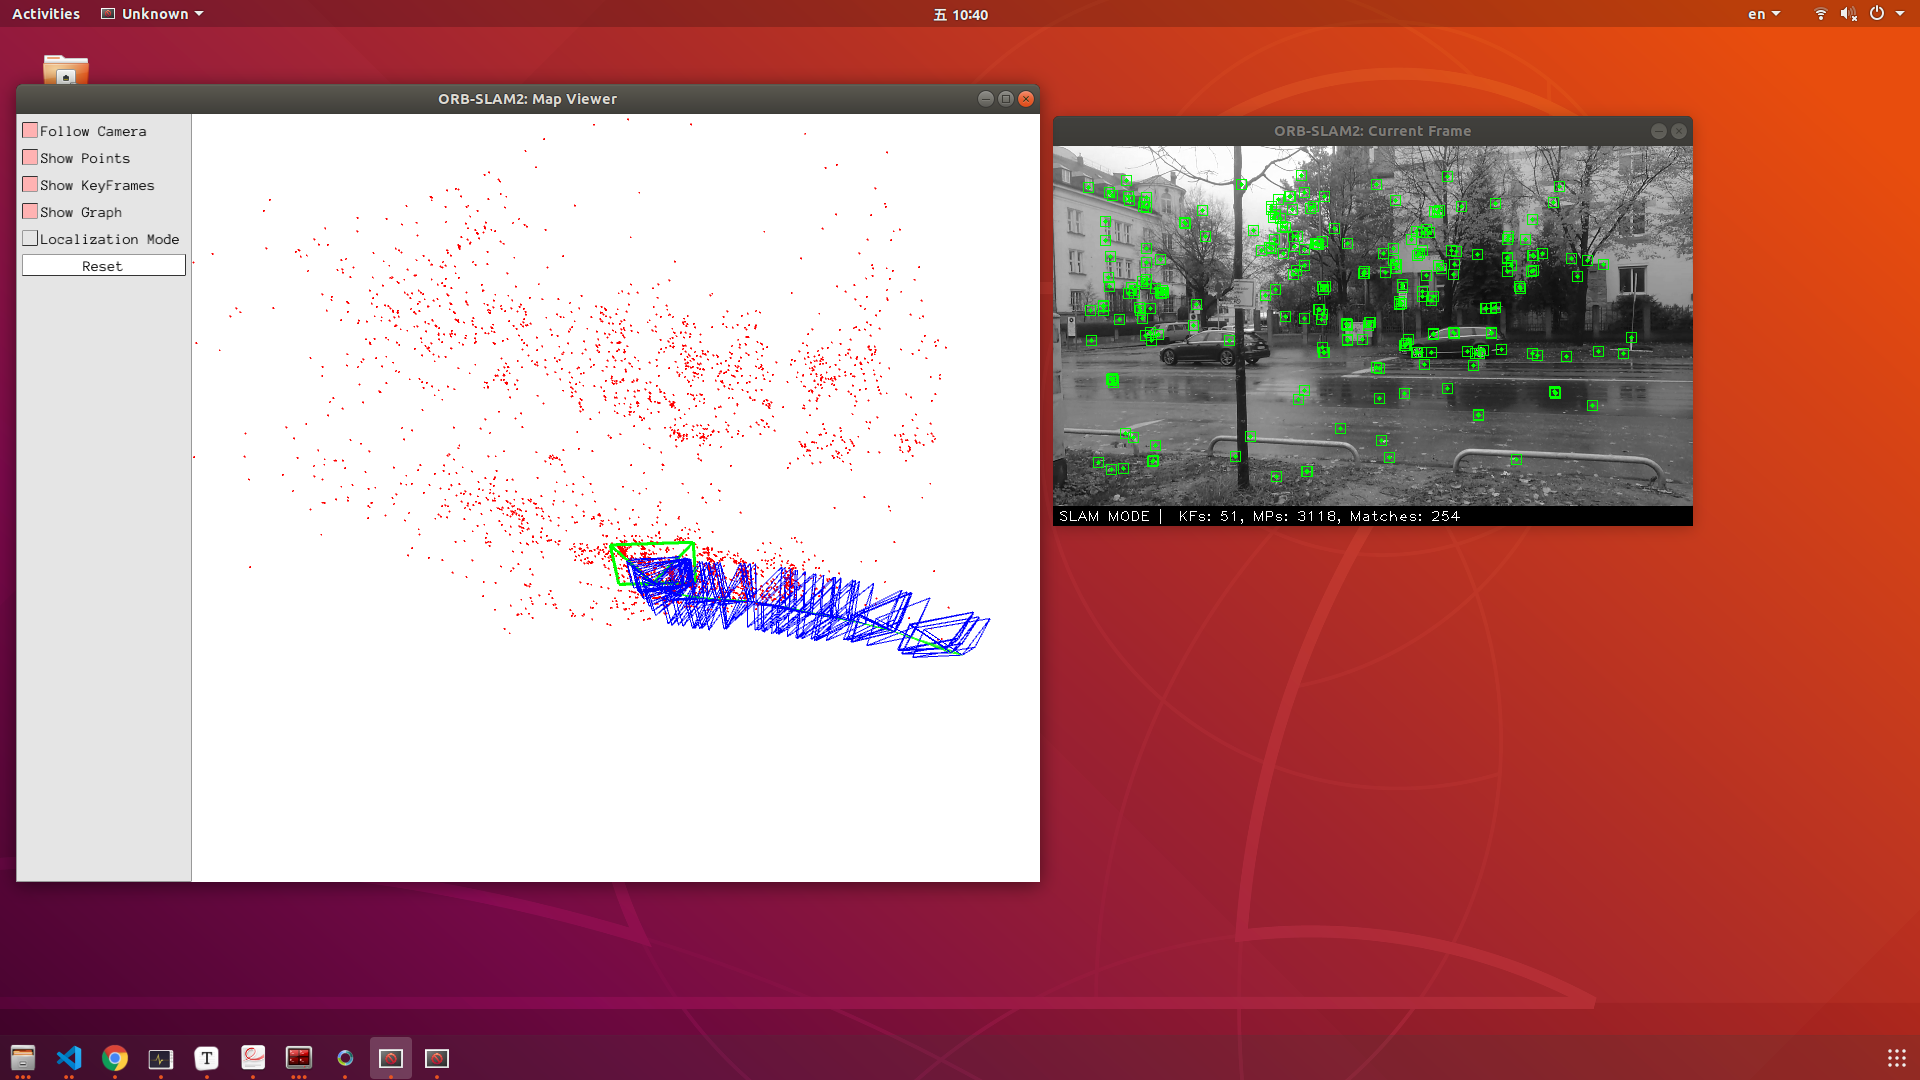 Activities
Unknown
五 10:40
en
ORB-SLAM2: Map Viewer
Follow Camera
Show Points
Show KeyFrames
Show Graph
Localization Mode
Reset
ORB-SLAM2: Current Frame
SLAM MODE | KFs: 51, MPs: 3118, Matches: 254
T